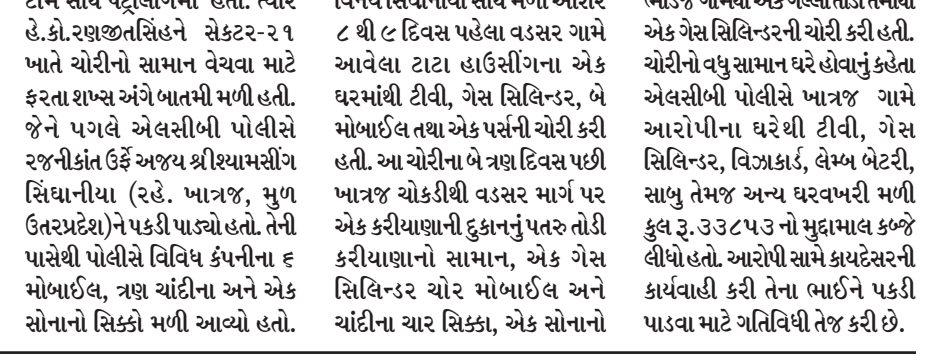 ટીમ સાથે પેટ્રોલીંગમાં હતા. ત્યારે
હે.કો.રણજીતસિંહને સેકટર-૨૧
ખાતે ચોરીનો સામાન વેચવા માટે
ફરતા શખ્સ અંગે બાતમી મળી હતી.
જેને પગલે એલસીબી પોલીસે
રજનીકાંત ઉર્ફે અજય શ્રીશ્યામસીંગ
સિંઘાનીયા (રહે. ખાત્રજ, મુળ
ઉતરપ્રદેશ)ને પકડી પાડ્યો હતો. તેની
પાસેથી પોલીસે વિવિધ કંપનીના ૬
મોબાઈલ, ત્રણ ચાંદીના અને એક
સોનાનો સિક્કો મળી આવ્યો હતો.
સાથે મળી આશરે
૮ થી ૯ દિવસ પહેલા વડસર ગામે
આવેલા ટાટા હાઉસીંગના એક
ઘરમાંથી ટીવી, ગેસ સિલિન્ડર, બે
મોબાઈલ તથા એક પર્સની ચોરી કરી
હતી. આ ચોરીના બે ત્રણ દિવસ પછી
ખાત્રજ ચોકડીથી વડસર માર્ગ પર
એક કરીયાણાની દુકાનનું પતરુ તોડી
કરીયાણાનો સામાન, એક ગેસ
સિલિન્ડર ચોર મોબાઈલ અને
ચાંદીના ચાર સિક્કા, એક સોનાનો
એક ગલ્લો તોડી તેમાંથી
એક ગેસ સિલિન્ડરની ચોરી કરી હતી.
ચોરીનો વધુ સામાન ઘરે હોવાનું કહેતા
એલસીબી પોલીસે ખાત્રજ ગામે
આરોપીના ઘરેથી ટીવી, ગેસ
સિલિન્ડર, વિઝાકાર્ડ, લેમ્બ બેટરી,
સાબુ તેમજ અન્ય ઘરવખરી મળી
કુલ રૂ.૩૩૮૫૩ નો મુદ્દામાલ કબ્જે
લીધો હતો. આરોપી સામે કાયદેસરની
કાર્યવાહી કરી તેના ભાઈને પકડી
પાડવા માટે ગતિવિધી તેજ કરી છે.